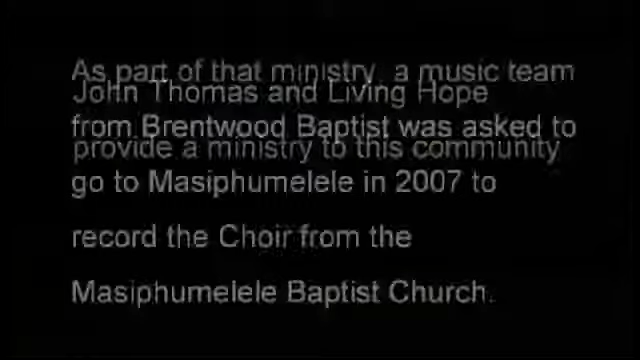 As part of that ministry, a music team
John Thomas and Living Hope
from Brentwood Baptist was asked to
provide a ministry to this community
go to Masiphumelele in 2007 to
record the Choir from the
Masiphumelele Baptist Church.